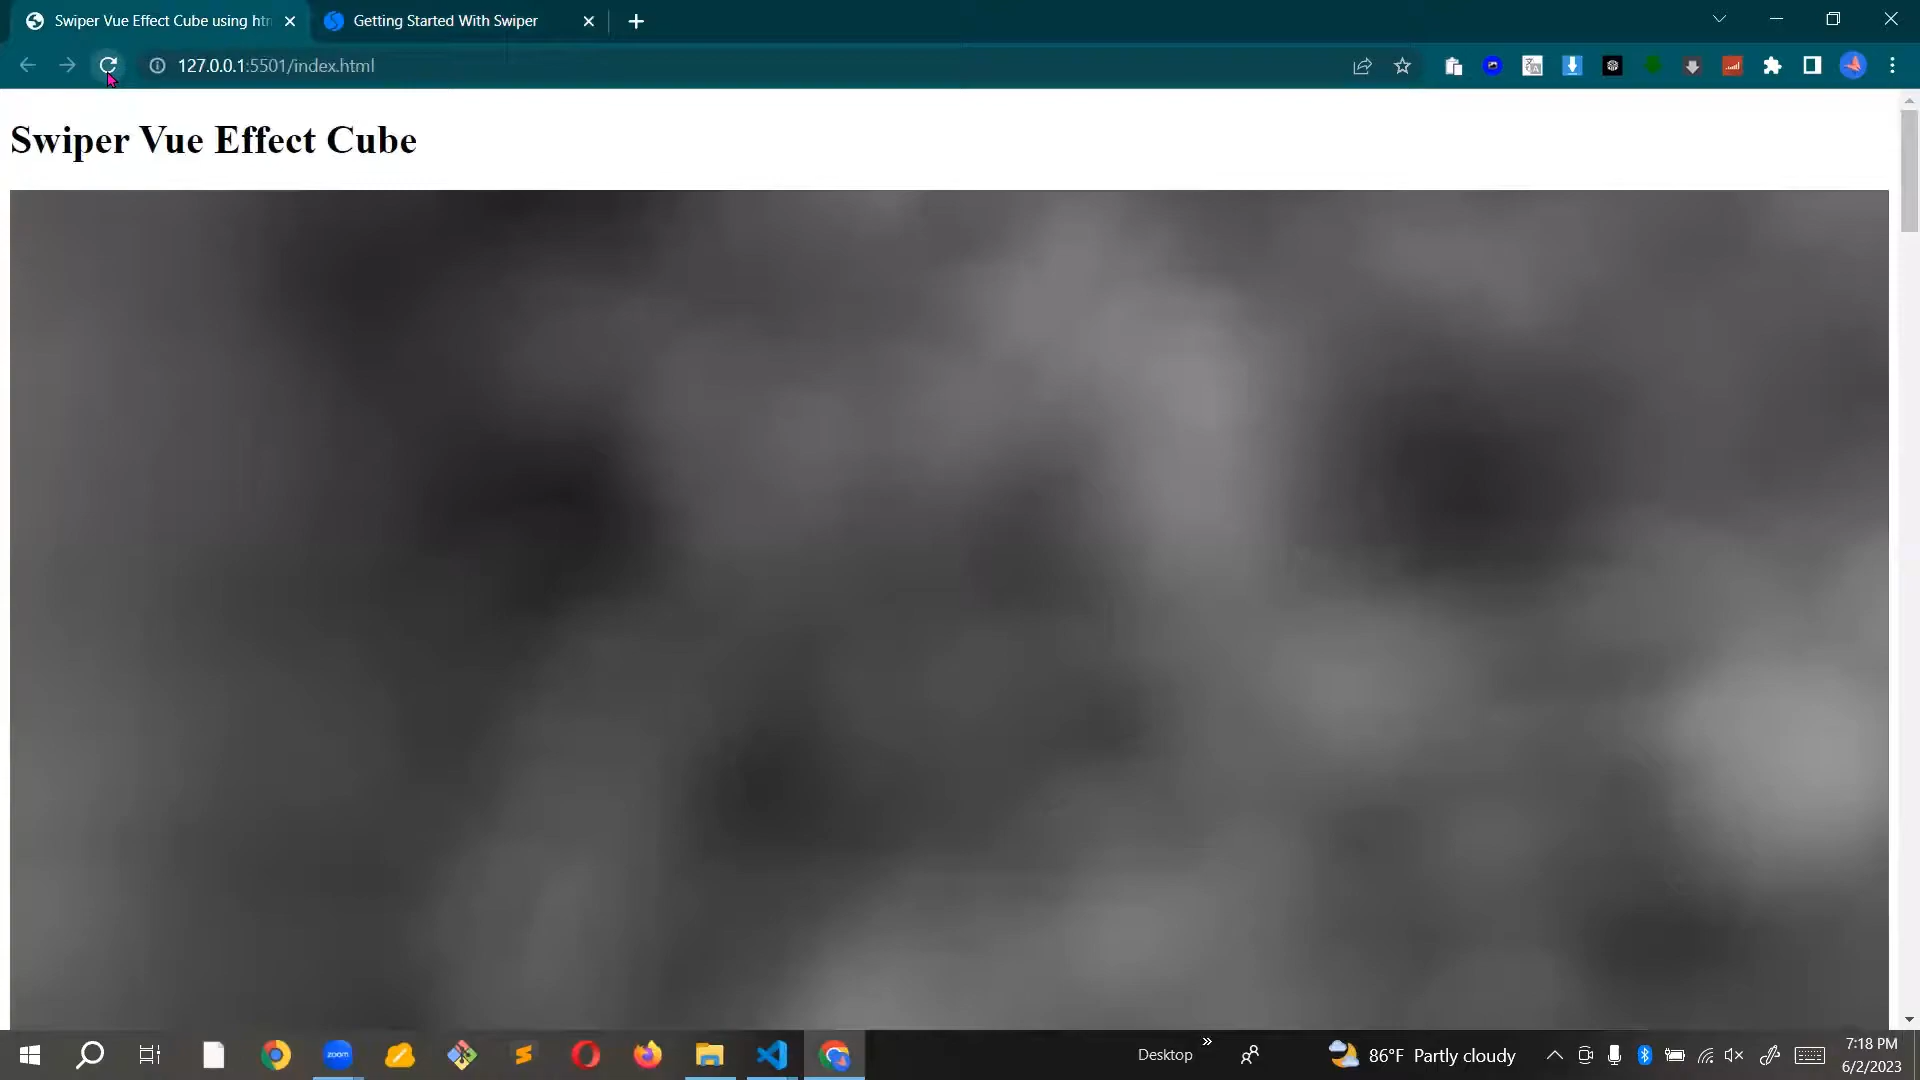 Swiper Vue Effect Cube using htm
Getting Started With Swiper
127.0.0.1:5501/index.html
Swiper Vue Effect Cube
zoom
Desktop
86°F Partly cloudy
7:18 PM
6/2/2023